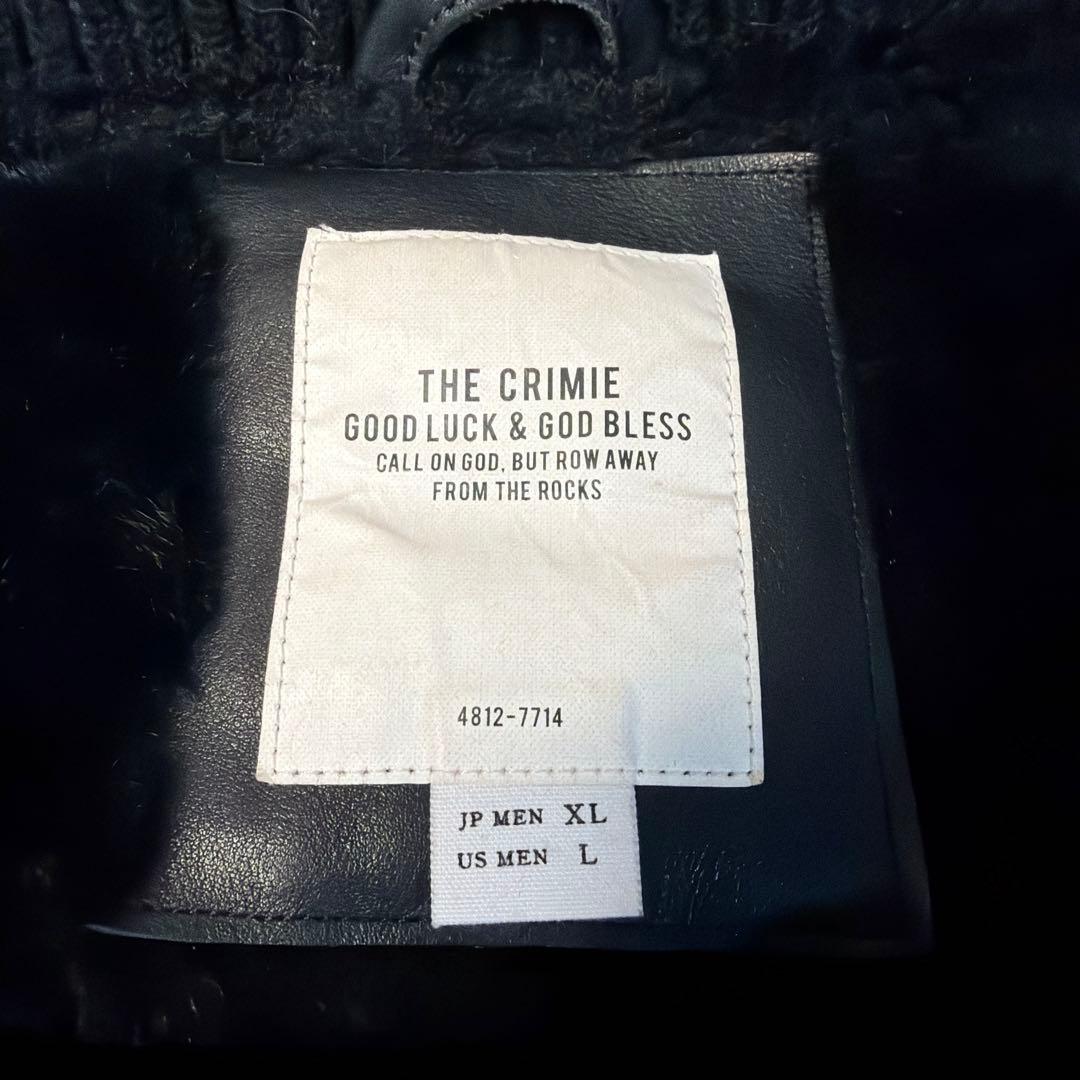 THE CRIMIE
GOOD LUCK & GOD BLESS
CALL ON GOD, BUT ROW AWAY
FROM THE ROCKS
4812-7714
JP MEN XL
US MEN L